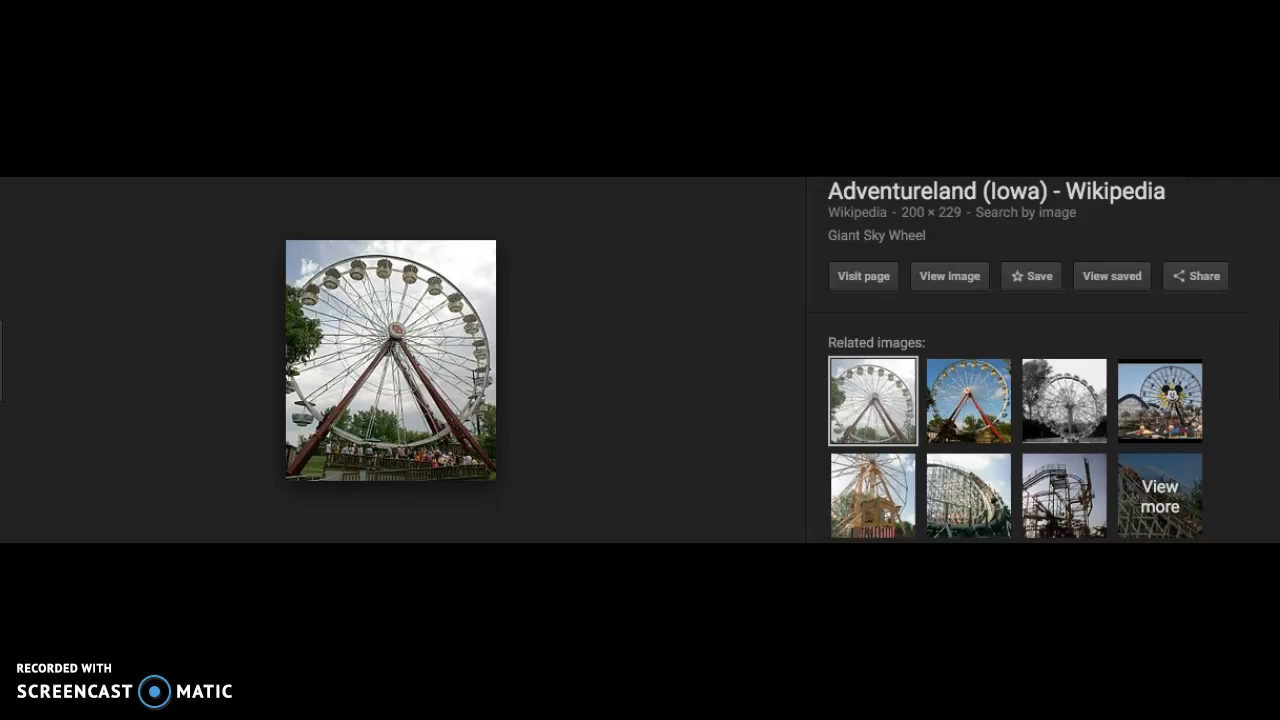 Adventureland (Iowa) - Wikipedia
Wikipedia - 200 × 229 - Search by image
Giant Sky Wheel
Visit page
View image
Save
View saved
Share
Related images:
View
more
RECORDED WITH
SCREENCAST MATIC